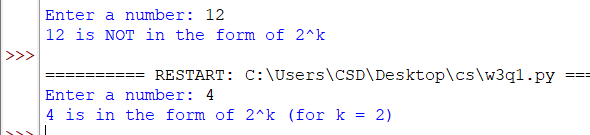 Enter a number: 12
12 is NOT in the form of 2^k
>>>
========== RESTART: C:\Users\CSD\Desktop\cs\w3q1.py ===
Enter a number: 4
4 is in the form of 2^k (for k = 2)
>>>